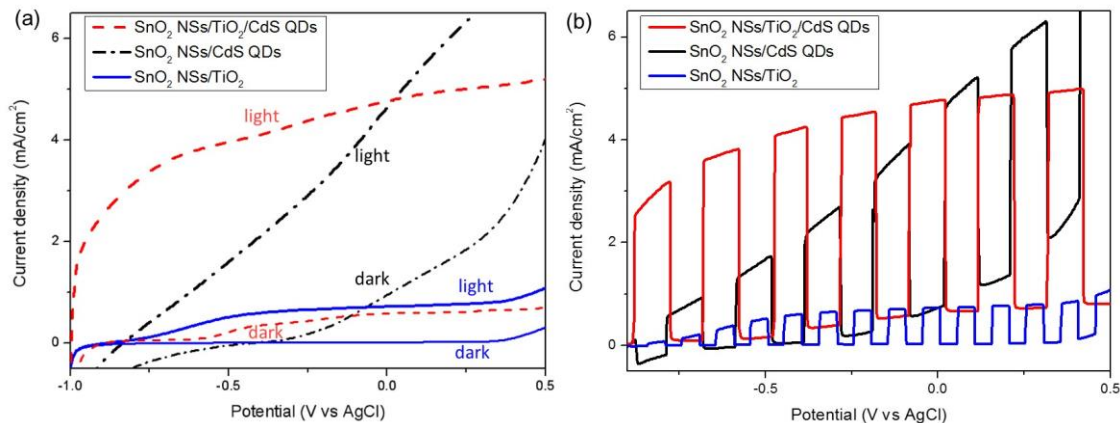 (a)
SnO2 NSs/TiO2/CdS QDs
SnO2 NSs/CdS QDs
SnO2 NSs/TiO2
light
light
dark
light
dark
dark
6
4
2
0
-1.0
-0.5
0.0
0.5
Current density (mA/cm2)
Potential (V vs AgCl)
(b)
SnO2 NSs/TiO2/CdS QDs
SnO2 NSs/CdS QDs
SnO2 NSs/TiO2
6
4
2
0
-0.5
0.0
0.5
Current density (mA/cm2)
Potential (V vs AgCl)